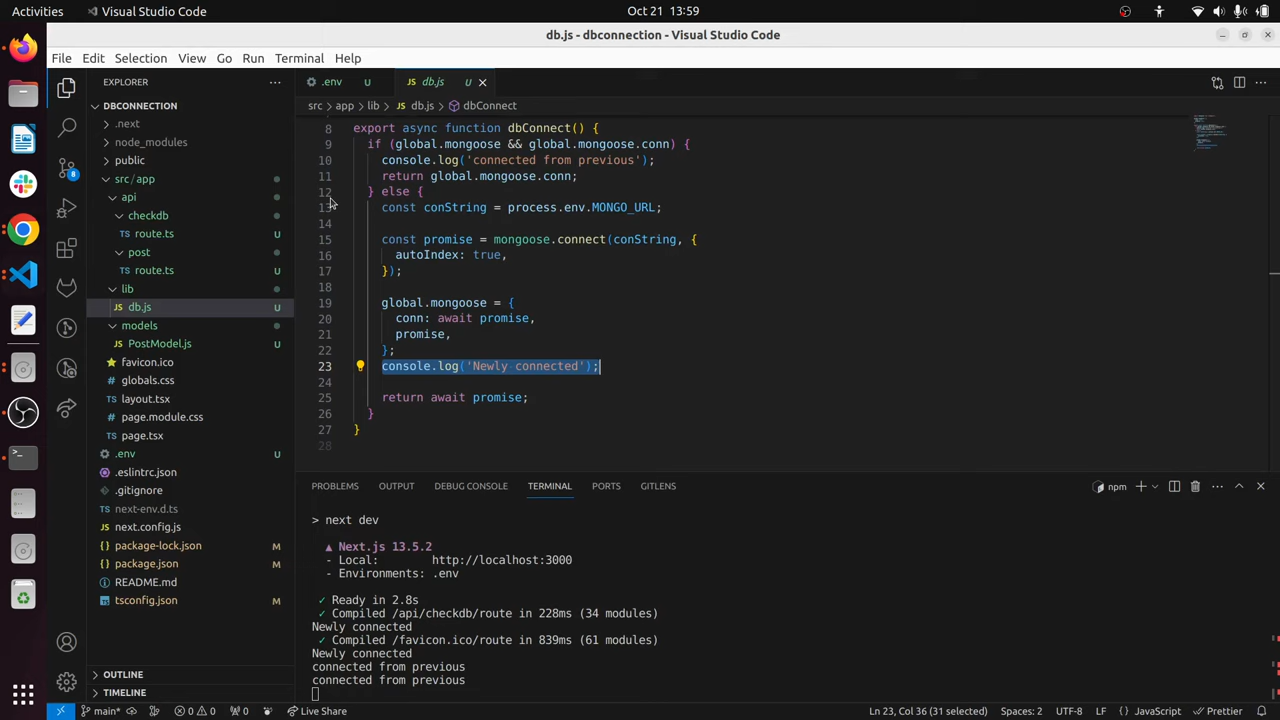 Activities
Visual Studio Code
Oct 21 13:59
db.js - dbconnection - Visual Studio Code
File Edit Selection View Go Run Terminal Help
EXPLORER
DBCONNECTION
.next
node_modules
public
src/app
api
checkdb
route.ts U
post
route.ts U
lib
JS db.js U
models
JS PostModel.js U
favicon.ico
globals.css
layout.tsx
page.module.css
page.tsx
.env U
.eslintrc.json
.gitignore
next-env.d.ts
next.config.js
package-lock.json M
package.json M
README.md
tsconfig.json M
OUTLINE
TIMELINE
8
.env U
JS db.js U
src > app > lib > JS db.js > dbConnect
8 export async function dbConnect() {
9 if (global.mongoose && global.mongoose.conn) {
10 console.log('connected from previous');
11 return global.mongoose.conn;
12 } else {
13 const conString = process.env.MONGO_URL;
14
15 const promise = mongoose.connect(conString, {
16 autoIndex: true,
17 });
18
19 global.mongoose = {
20 conn: await promise,
21 promise,
22 };
23 console.log('Newly connected');
24
25 return await promise;
26 }
27 }
28
PROBLEMS OUTPUT DEBUG CONSOLE TERMINAL PORTS GITLENS
npm
> next dev
▲ Next.js 13.5.2
- Local: http://localhost:3000
- Environments: .env
✓ Ready in 2.8s
✓ Compiled /api/checkdb/route in 228ms (34 modules)
Newly connected
✓ Compiled /favicon.ico/route in 839ms (61 modules)
Newly connected
connected from previous
connected from previous
main* 0 0 0 Live Share
Ln 23, Col 36 (31 selected) Spaces: 2 UTF-8 LF {} JavaScript Prettier